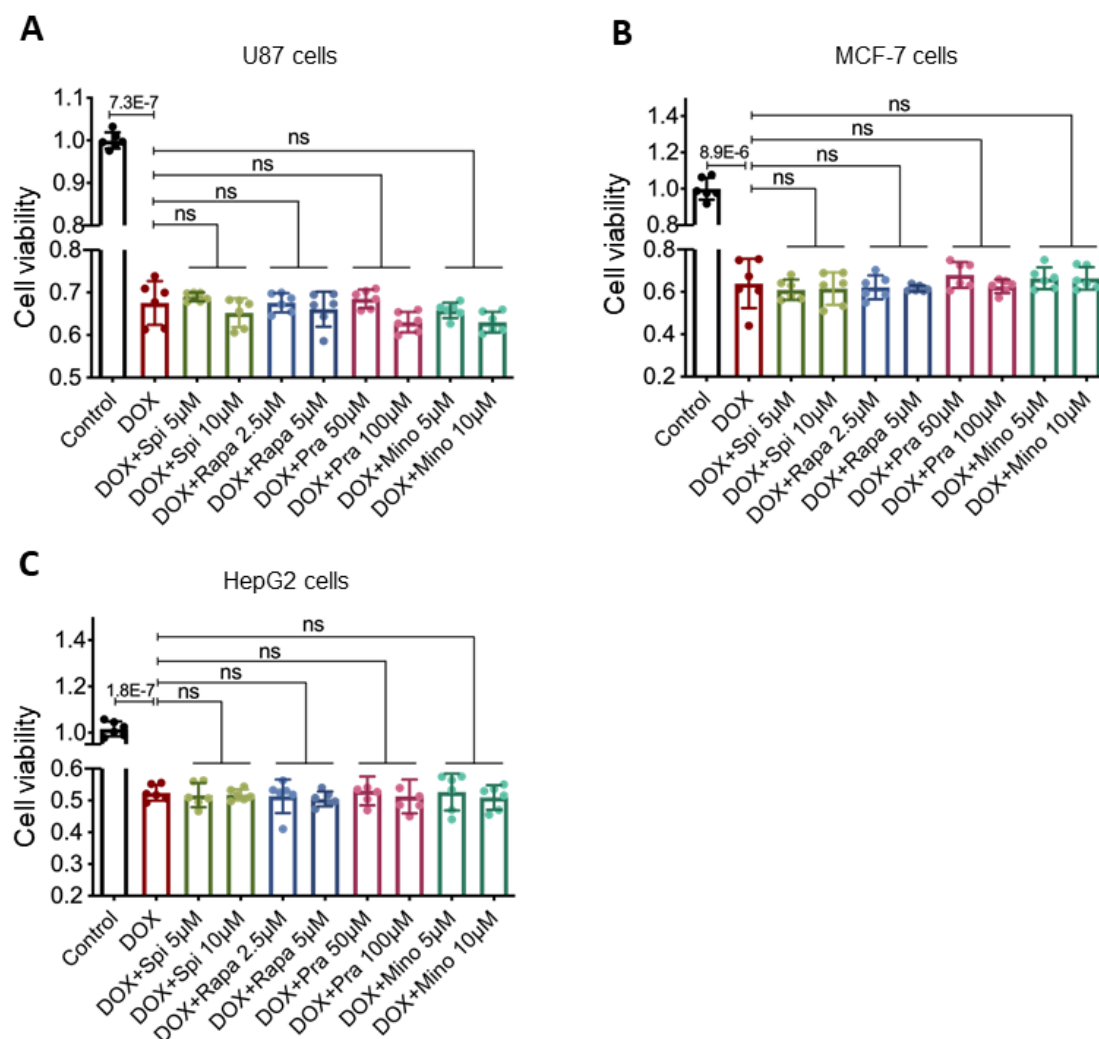 A
U87 cells
Cell viability
1.1
1.0
0.9
0.8
0.8
0.7
0.6
0.5
7.3E-7
ns
ns
ns
ns
Control
DOX
DOX+Spi 5μM
DOX+Spi 10μM
DOX+Rapa 2.5μM
DOX+Rapa 5μM
DOX+Pra 50μM
DOX+Pra 100μM
DOX+Mino 5μM
DOX+Mino 10μM
B
MCF-7 cells
Cell viability
1.4
1.2
1.0
0.8
0.8
0.6
0.4
0.2
8.9E-6
ns
ns
ns
ns
Control
DOX
DOX+Spi 5μM
DOX+Spi 10μM
DOX+Rapa 2.5μM
DOX+Rapa 5μM
DOX+Pra 50μM
DOX+Pra 100μM
DOX+Mino 5μM
DOX+Mino 10μM
C
HepG2 cells
Cell viability
1.4
1.2
1.0
0.6
0.5
0.4
0.3
0.2
1.8E-7
ns
ns
ns
ns
Control
DOX
DOX+Spi 5μM
DOX+Spi 10μM
DOX+Rapa 2.5μM
DOX+Rapa 5μM
DOX+Pra 50μM
DOX+Pra 100μM
DOX+Mino 5μM
DOX+Mino 10μM